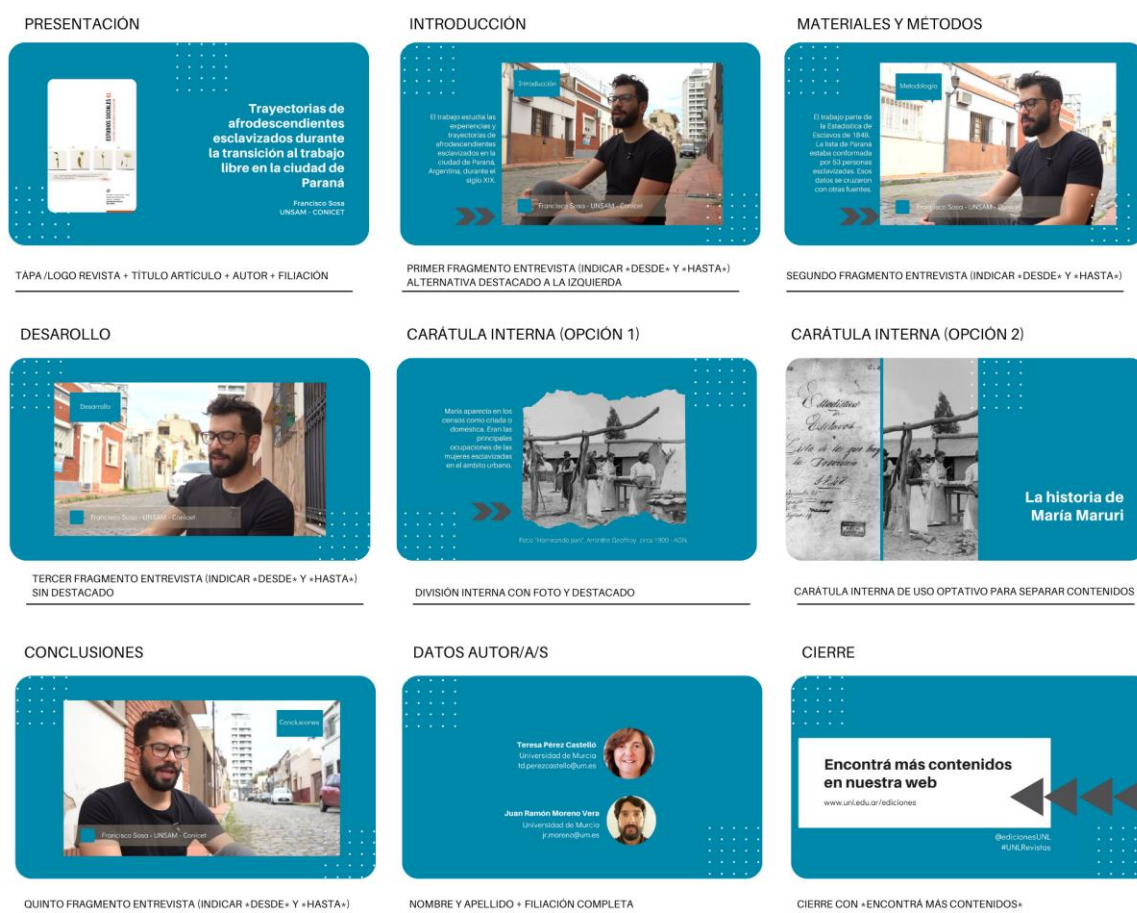 PRESENTACIÓN
ESTUDIOS SOCIALES
Trayectorias de
afrodescendientes
esclavizados durante
la transición al trabajo
libre en la ciudad de
Paraná
Francisco Sosa
UNSAM - CONICET
TAPA /LOGO REVISTA + TÍTULO ARTÍCULO + AUTOR + FILIACIÓN
INTRODUCCIÓN
Introducción
El trabajo estudia las
experiencias y
trayectorias de
afrodescendientes
esclavizados en la
ciudad de Paraná,
Argentina, durante el
siglo XIX.
Francisco Sosa - UNSAM - Conicet
PRIMER FRAGMENTO ENTREVISTA (INDICAR *DESDE* Y *HASTA*)
ALTERNATIVA DESTACADO A LA IZQUIERDA
MATERIALES Y MÉTODOS
Metodología
El trabajo parte de
la Estadística de
Esclavos de 1849.
La lista de Paraná
estaba conformada
por 53 personas
esclavizadas. Esos
datos se cruzaron
con otras fuentes.
Francisco Sosa - UNSAM - Conicet
SEGUNDO FRAGMENTO ENTREVISTA (INDICAR *DESDE* Y *HASTA*)
DESAROLLO
Desarrollo
Francisco Sosa - UNSAM - Conicet
TERCER FRAGMENTO ENTREVISTA (INDICAR *DESDE* Y *HASTA*)
SIN DESTACADO
CARÁTULA INTERNA (OPCIÓN 1)
María aparecía en los
censos como criada o
doméstica. Eran las
principales
ocupaciones de las
mujeres esclavizadas
en el ámbito urbano.
Foto "Horneando pan". Aminthe Geoffroy. circa 1900 - AGN.
DIVISIÓN INTERNA CON FOTO Y DESTACADO
CARÁTULA INTERNA (OPCIÓN 2)
Estadística
de
Esclavos
La historia de
María Maruri
CARÁTULA INTERNA DE USO OPTATIVO PARA SEPARAR CONTENIDOS
CONCLUSIONES
Conclusiones
Francisco Sosa - UNSAM - Conicet
QUINTO FRAGMENTO ENTREVISTA (INDICAR *DESDE* Y *HASTA*)
DATOS AUTOR/A/S
Teresa Pérez Castelló
Universidad de Murcia
td.perezcastello@um.es
Juan Ramón Moreno Vera
Universidad de Murcia
jr.moreno@um.es
NOMBRE Y APELLIDO + FILIACIÓN COMPLETA
CIERRE
Encontrá más contenidos
en nuestra web
www.unl.edu.ar/ediciones
@edicionesUNL
#UNLRevistas
CIERRE CON *ENCONTRÁ MÁS CONTENIDOS*